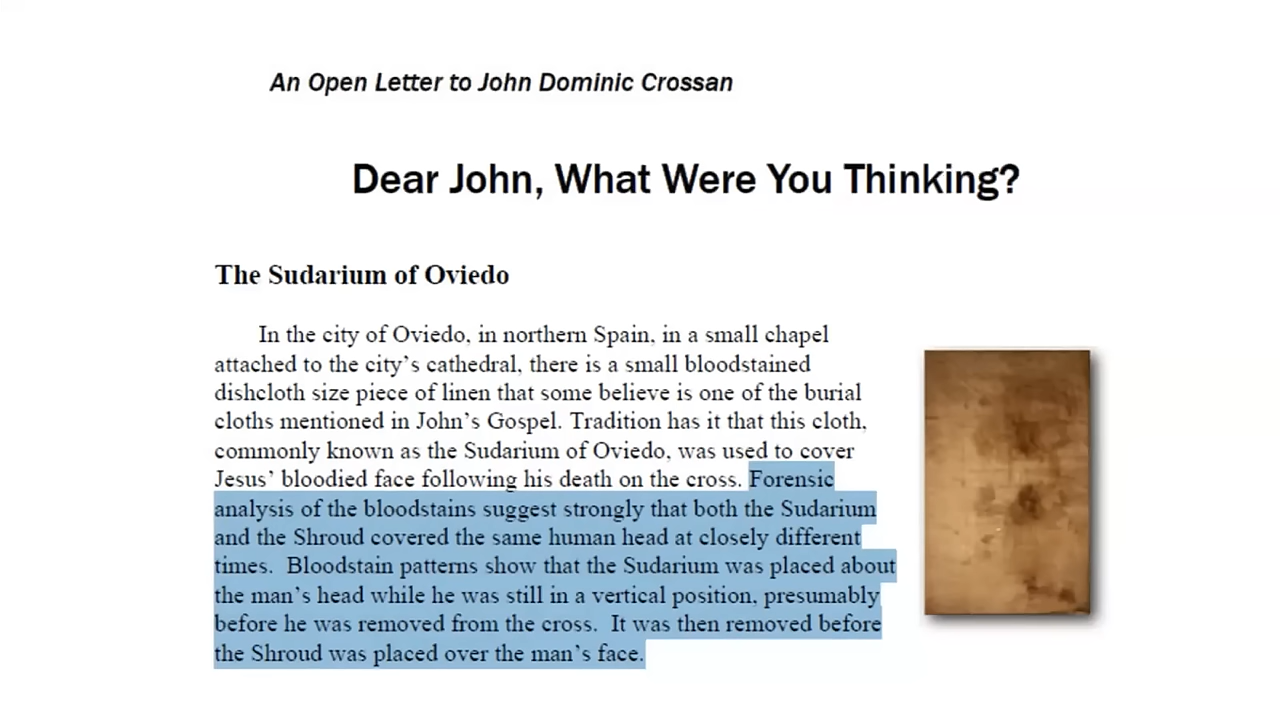 An Open Letter to John Dominic Crossan
Dear John, What Were You Thinking?
The Sudarium of Oviedo
In the city of Oviedo, in northern Spain, in a small chapel
attached to the city's cathedral, there is a small bloodstained
dishcloth size piece of linen that some believe is one of the burial
cloths mentioned in John's Gospel. Tradition has it that this cloth,
commonly known as the Sudarium of Oviedo, was used to cover
Jesus' bloodied face following his death on the cross. Forensic
analysis of the bloodstains suggest strongly that both the Sudarium
and the Shroud covered the same human head at closely different
times.  Bloodstain patterns show that the Sudarium was placed about
the man's head while he was still in a vertical position, presumably
before he was removed from the cross.  It was then removed before
the Shroud was placed over the man's face.